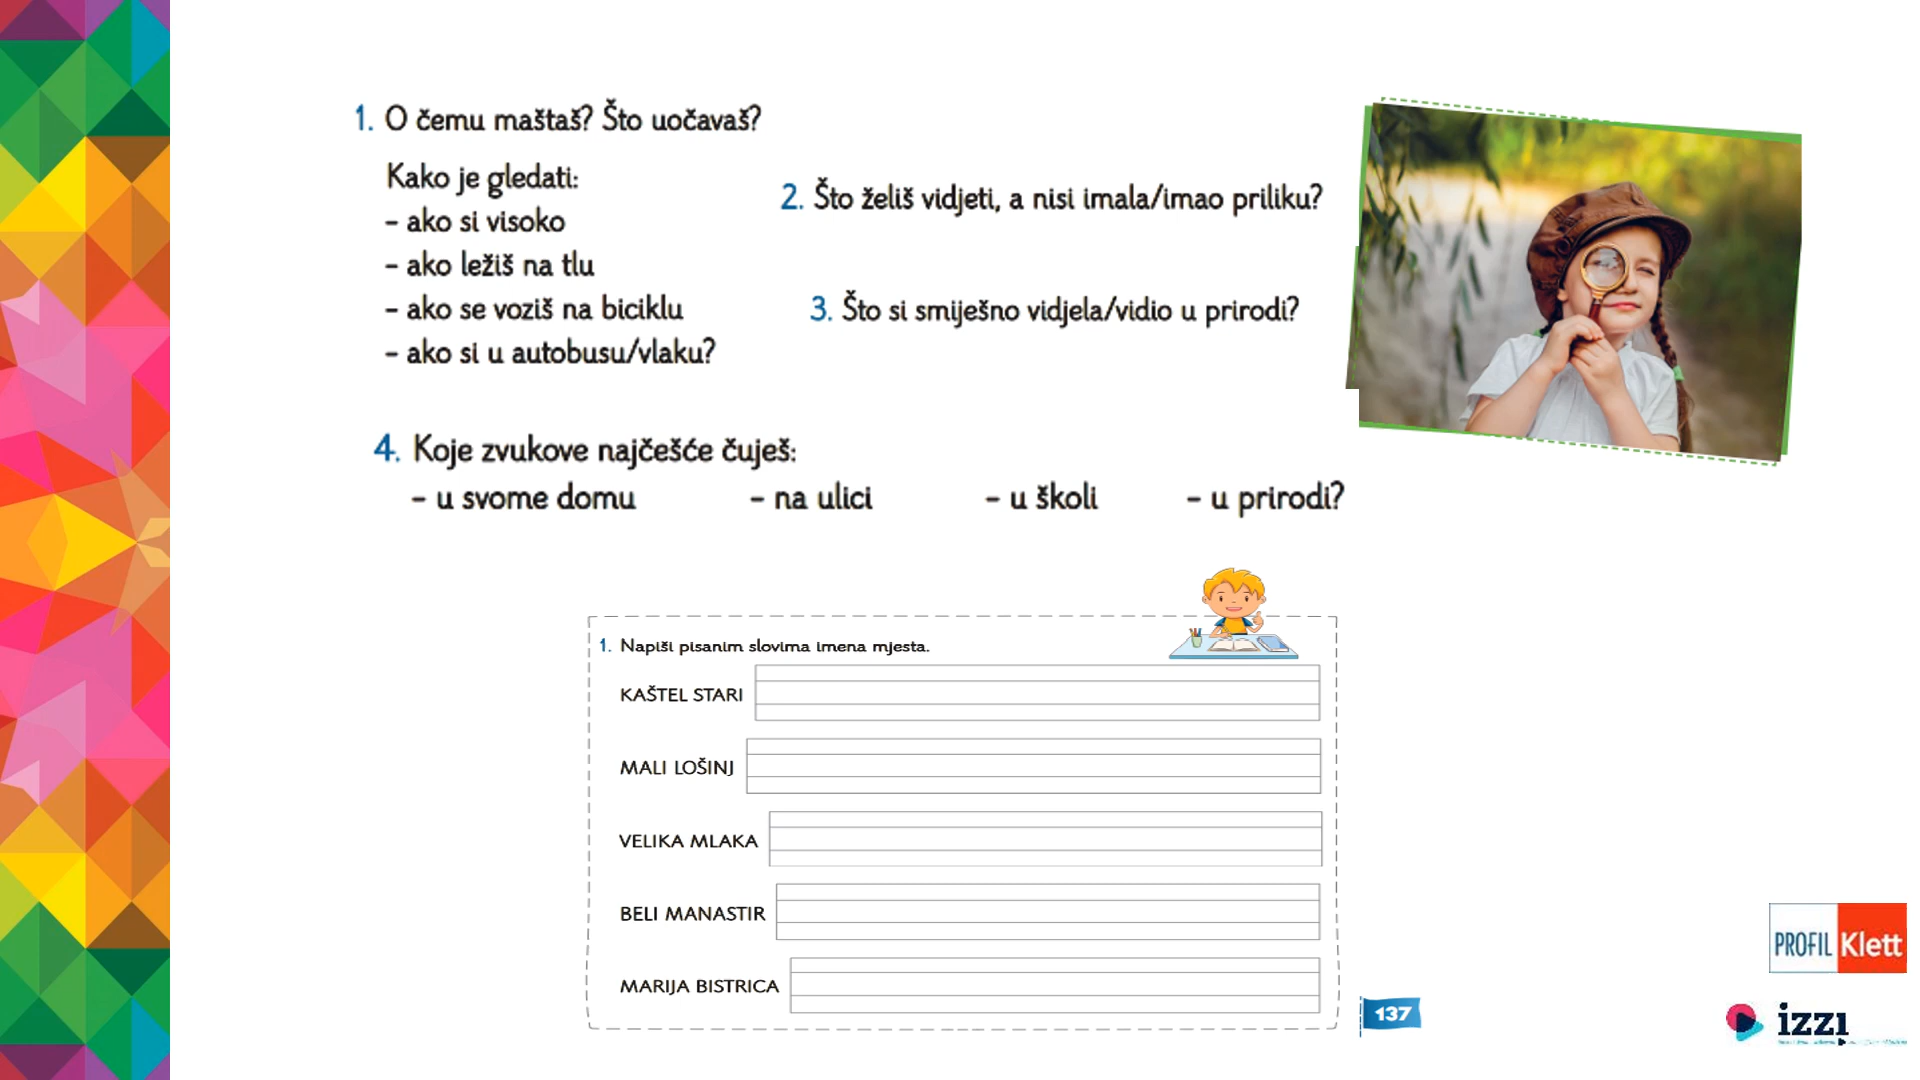 1. O čemu maštaš? Što uočavaš?
Kako je gledati:
– ako si visoko
– ako ležiš na tlu
– ako se voziš na biciklu
– ako si u autobusu/vlaku?
2. Što želiš vidjeti, a nisi imala/imao priliku?
3. Što si smiješno vidjela/vidio u prirodi?
4. Koje zvukove najčešće čuješ:
– u svome domu – na ulici – u školi – u prirodi?
1. Napiši pisanim slovima imena mjesta.
KAŠTEL STARI
MALI LOŠINJ
VELIKA MLAKA
BELI MANASTIR
MARIJA BISTRICA
137
PROFIL Klett
izzi